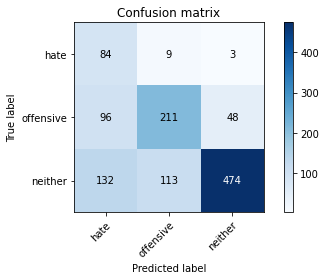 Confusion matrix
hate 84 9 3
offensive 96 211 48
neither 132 113 474
hate offensive neither
True label
Predicted label
400
300
200
100